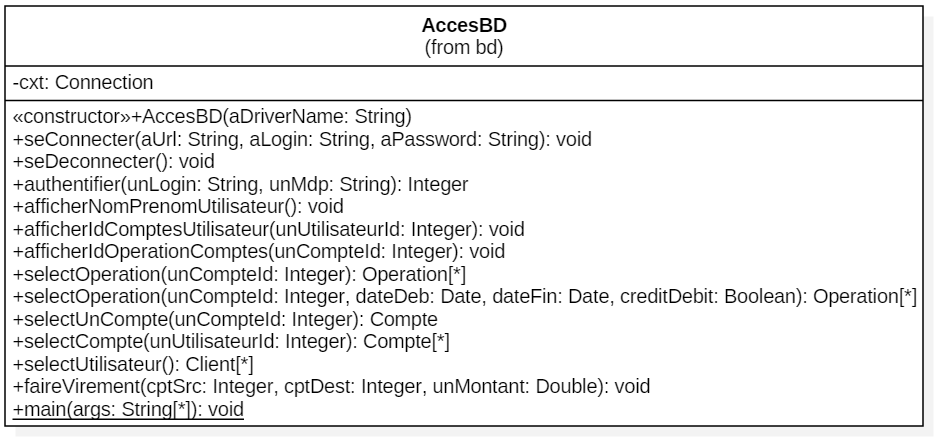 AccesBD
(from bd)
-cxt: Connection
«constructor»+AccesBD(aDriverName: String)
+seConnecter(aUrl: String, aLogin: String, aPassword: String): void
+seDeconnecter(): void
+authentifier(unLogin: String, unMdp: String): Integer
+afficherNomPrenomUtilisateur(): void
+afficherIdComptesUtilisateur(unUtilisateurId: Integer): void
+afficherIdOperationComptes(unCompteId: Integer): void
+selectOperation(unCompteId: Integer): Operation[*]
+selectOperation(unCompteId: Integer, dateDeb: Date, dateFin: Date, creditDebit: Boolean): Operation[*]
+selectUnCompte(unCompteId: Integer): Compte
+selectCompte(unUtilisateurId: Integer): Compte[*]
+selectUtilisateur(): Client[*]
+faireVirement(cptSrc: Integer, cptDest: Integer, unMontant: Double): void
+main(args: String[*]): void